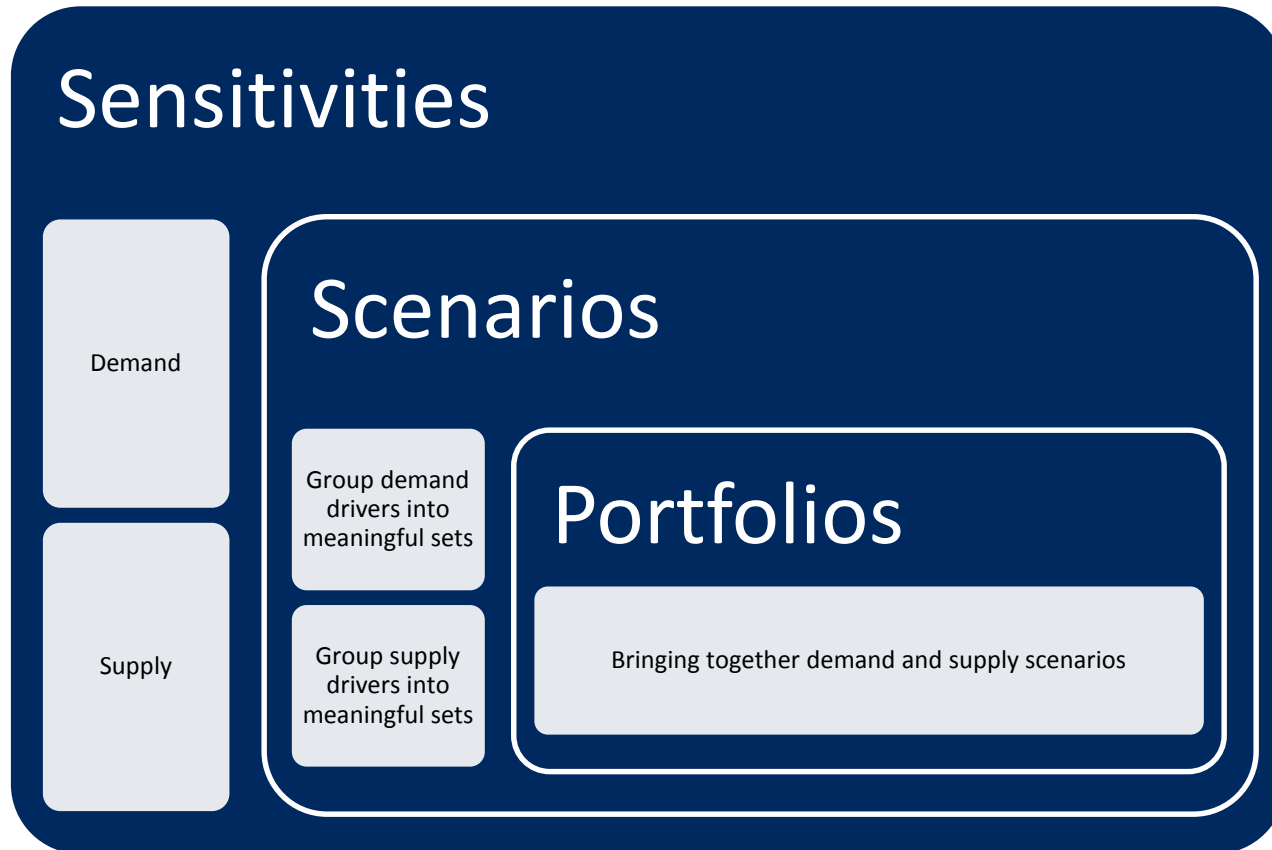 Sensitivities
Demand
Supply
Scenarios
Group demand
drivers into
meaningful sets
Group supply
drivers into
meaningful sets
Portfolios
Bringing together demand and supply scenarios